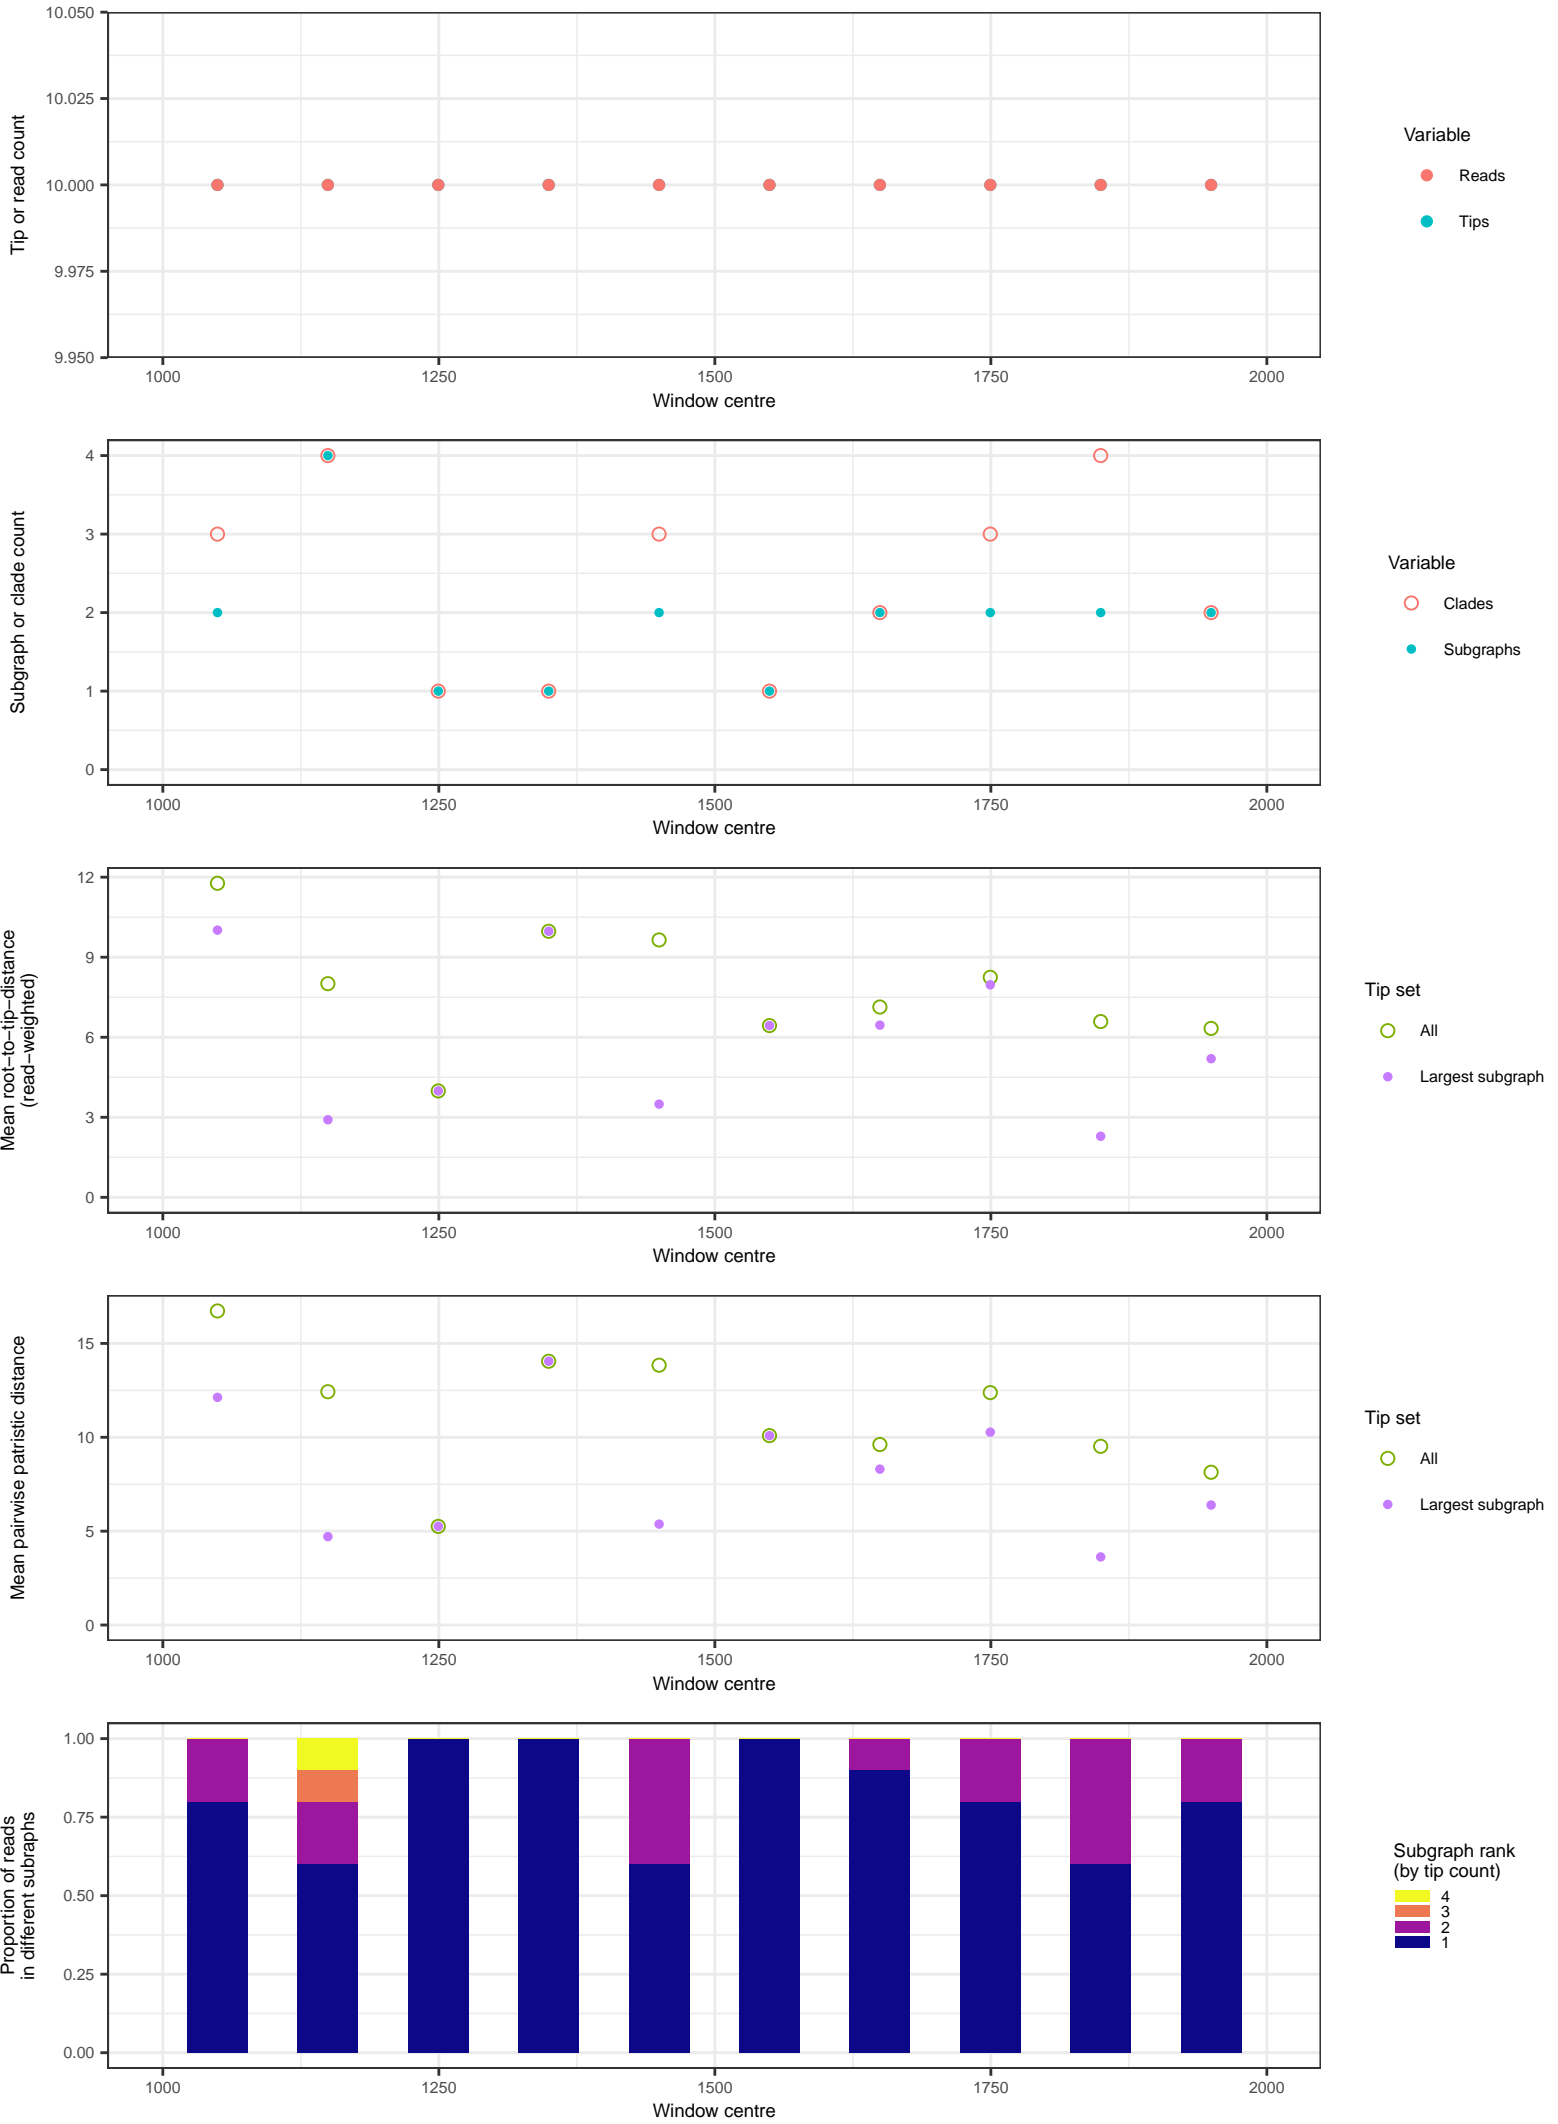 10.050
10.025
10.000
9.975
9.950
Tip or read count
1000 1250 1500 1750 2000
Window centre
Variable
Reads
Tips
4
3
2
1
0
Subgraph or clade count
1000 1250 1500 1750 2000
Window centre
Variable
Clades
Subgraphs
12
9
6
3
0
Mean root−to−tip−distance
(read−weighted)
1000 1250 1500 1750 2000
Window centre
Tip set
All
Largest subgraph
15
10
5
0
Mean pairwise patristic distance
1000 1250 1500 1750 2000
Window centre
Tip set
All
Largest subgraph
1.00
0.75
0.50
0.25
0.00
Proportion of reads
in different subraphs
1000 1250 1500 1750 2000
Window centre
Subgraph rank
(by tip count)
4
3
2
1